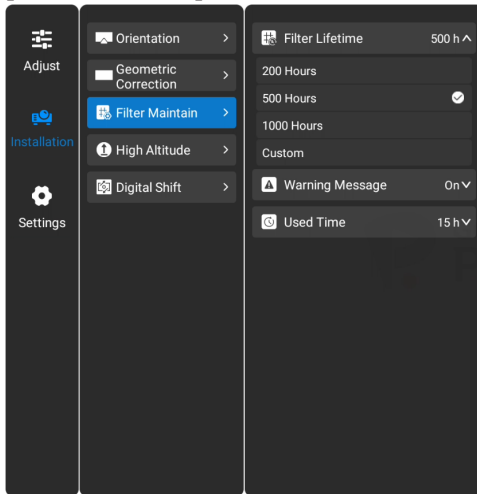 Adjust
Installation
Settings
Orientation
Geometric
Correction
Filter Maintain
High Altitude
Digital Shift
Filter Lifetime 500 h
200 Hours
500 Hours
1000 Hours
Custom
Warning Message On
Used Time 15 h